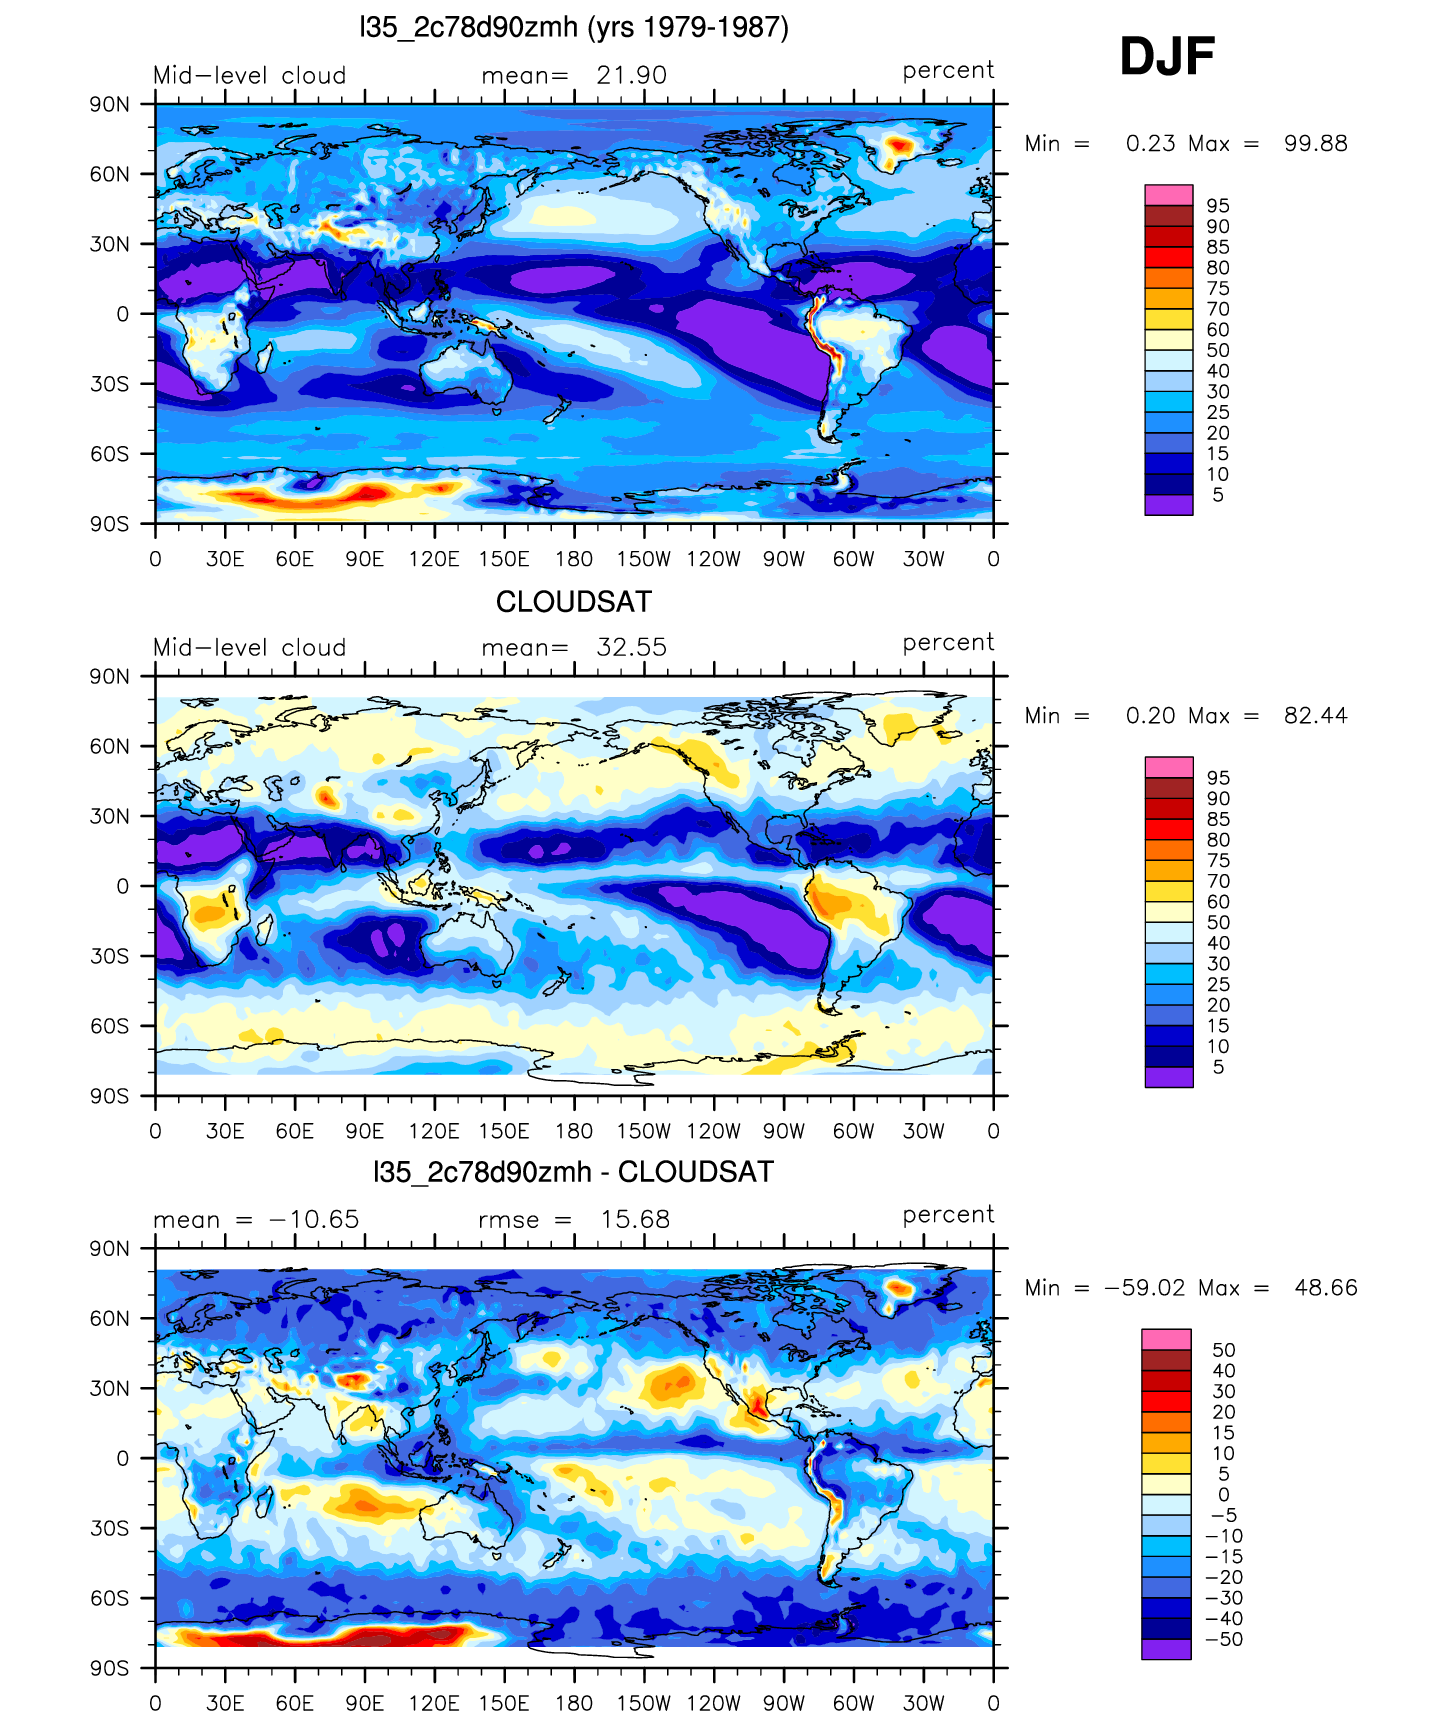 l35_2c78d90zmh (yrs 1979-1987)
DJF
Mid-level cloud mean= 21.90 percent
Min = 0.23 Max = 99.88
90N
60N
30N
0
30S
60S
90S
0 30E 60E 90E 120E 150E 180 150W 120W 90W 60W 30W 0
95
90
85
80
75
70
60
50
40
30
25
20
15
10
5
CLOUDSAT
Mid-level cloud mean= 32.55 percent
Min = 0.20 Max = 82.44
90N
60N
30N
0
30S
60S
90S
0 30E 60E 90E 120E 150E 180 150W 120W 90W 60W 30W 0
95
90
85
80
75
70
60
50
40
30
25
20
15
10
5
l35_2c78d90zmh - CLOUDSAT
mean = -10.65 rmse = 15.68 percent
Min = -59.02 Max = 48.66
90N
60N
30N
0
30S
60S
90S
0 30E 60E 90E 120E 150E 180 150W 120W 90W 60W 30W 0
50
40
30
20
15
10
5
0
-5
-10
-15
-20
-30
-40
-50